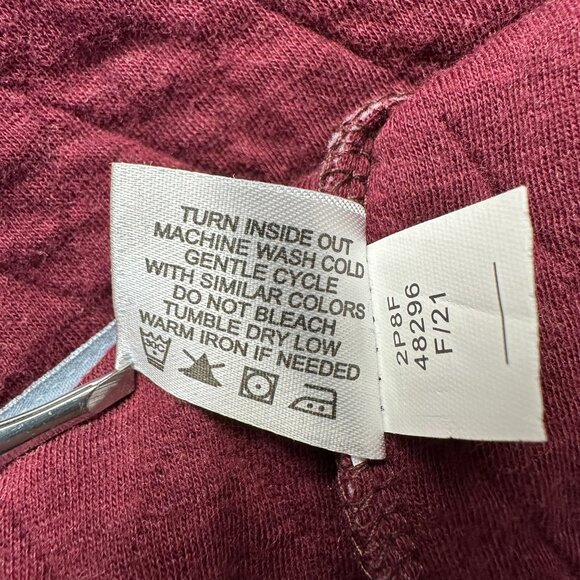 TURN INSIDE OUT
MACHINE WASH COLD
GENTLE CYCLE
WITH SIMILAR COLORS
DO NOT BLEACH
TUMBLE DRY LOW
WARM IRON IF NEEDED
2P8F
48296
F/21